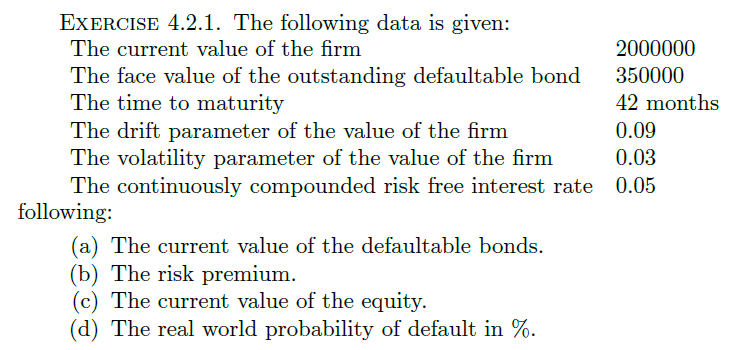 EXERCISE 4.2.1. The following data is given:
The current value of the firm 2000000
The face value of the outstanding defaultable bond 350000
The time to maturity 42 months
The drift parameter of the value of the firm 0.09
The volatility parameter of the value of the firm 0.03
The continuously compounded risk free interest rate 0.05
following:
(a) The current value of the defaultable bonds.
(b) The risk premium.
(c) The current value of the equity.
(d) The real world probability of default in %.